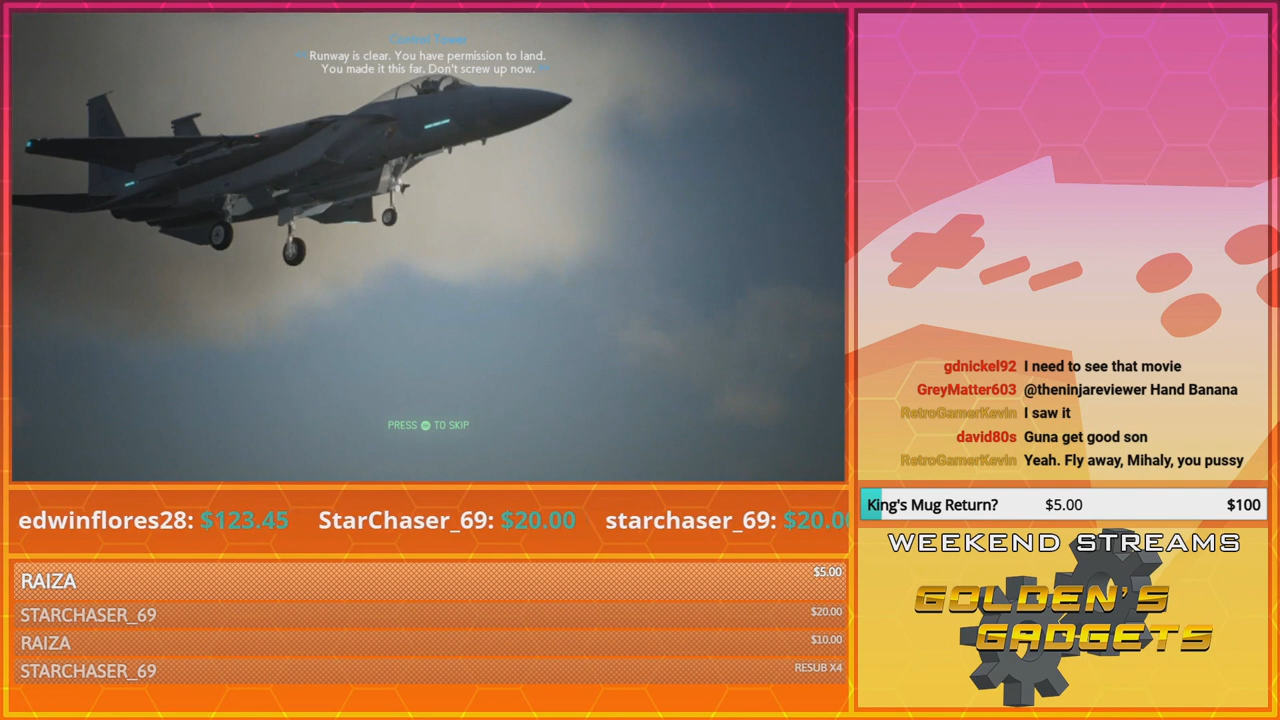 Control Tower
<< Runway is clear. You have permission to land.
You made it this far. Don't screw up now. >>
PRESS TO SKIP
gdnickel92 I need to see that movie
GreyMatter603 @theninjareviewer Hand Banana
RetroGamerKevin I saw it
david80s Guna get good son
RetroGamerKevin Yeah. Fly away, Mihaly, you pussy
King's Mug Return? $5.00 $100
edwinflores28: $123.45 StarChaser_69: $20.00 starchaser_69: $20.00
WEEKEND STREAMS
GOLDEN'S
GADGETS
RAIZA $5.00
STARCHASER_69 $20.00
RAIZA $10.00
STARCHASER_69 RESUB X4